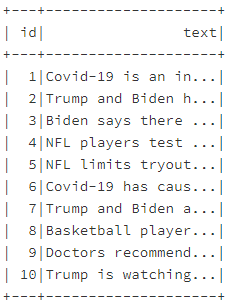 +---+--------------------+
| id|                text|
+---+--------------------+
|  1|Covid-19 is an in...|
|  2|Trump and Biden h...|
|  3|Biden says there ...|
|  4|NFL players test ...|
|  5|NFL limits tryout...|
|  6|Covid-19 has caus...|
|  7|Trump and Biden a...|
|  8|Basketball player...|
|  9|Doctors recommend...|
| 10|Trump is watching...|
+---+--------------------+